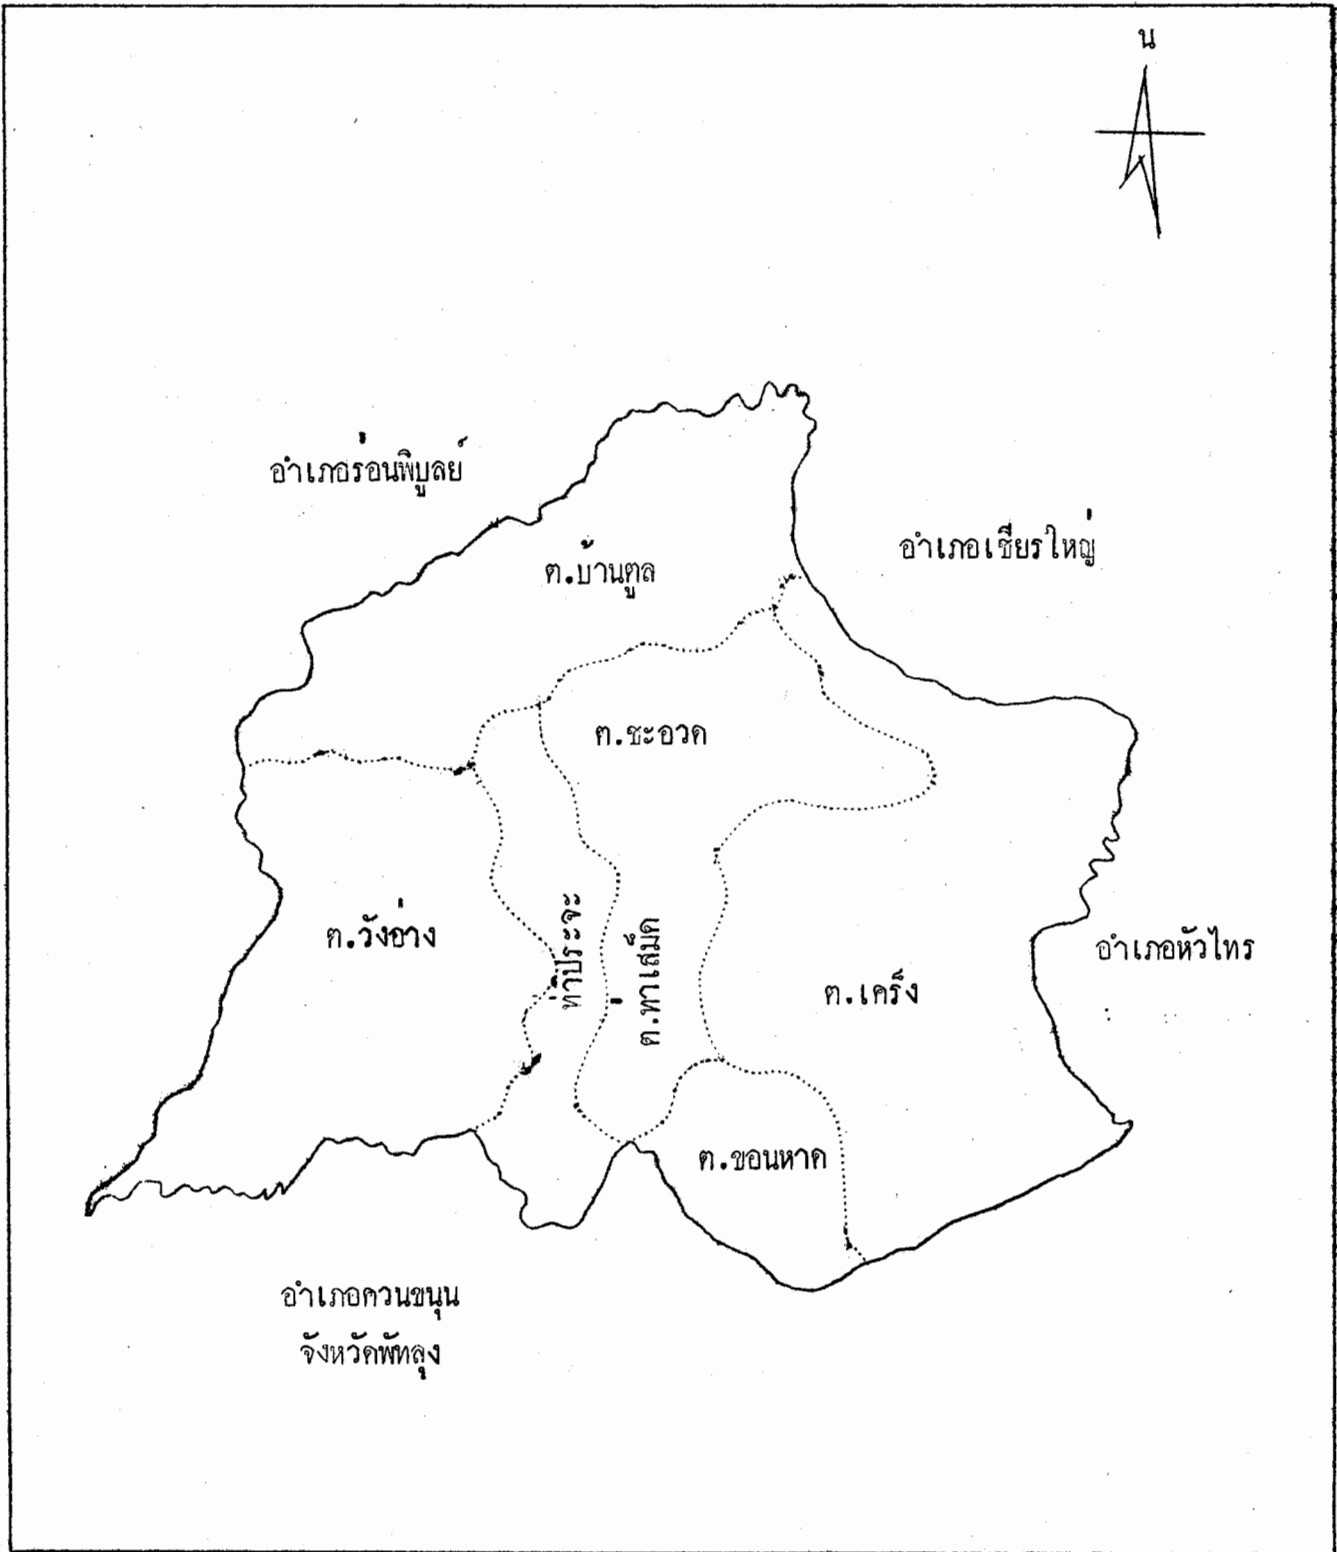 น
อำเภอร่อนพิบูลย์
อำเภอเชียรใหญ่
ต.บ้านตูล
ต.ชะอวด
ต.วังอ่าง
ท่าประจะ
ต.ท่าเสม็ด
ต.เคร็ง
อำเภอหัวไทร
ต.ขอนหาด
อำเภอควนขนุน
จังหวัดพัทลุง